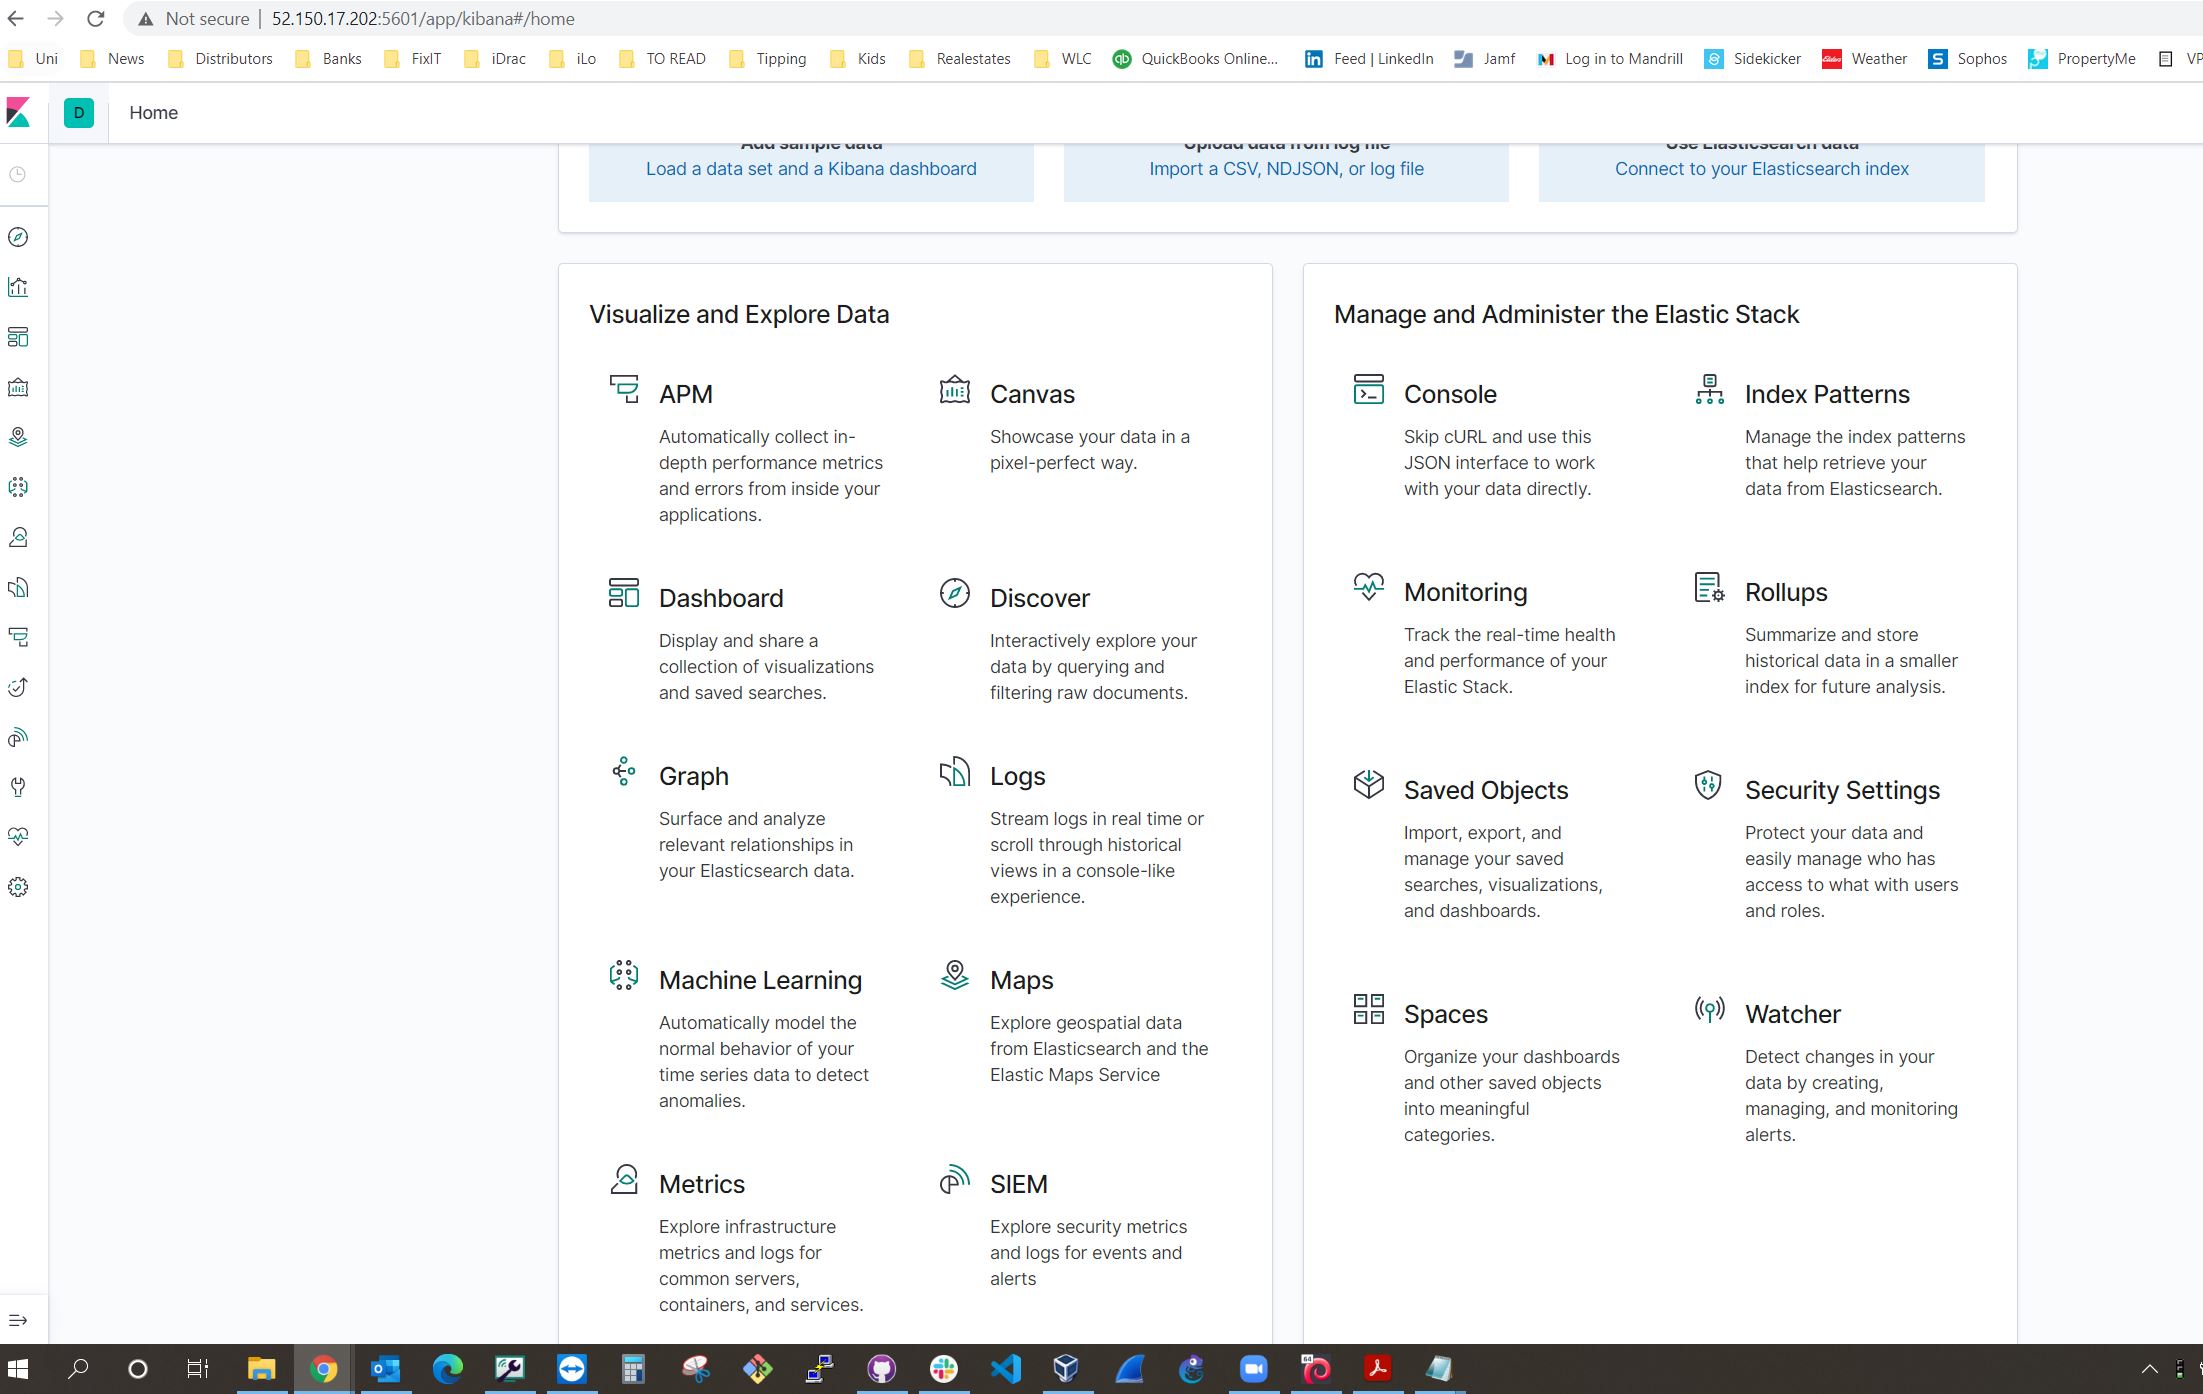 Not secure | 52.150.17.202:5601/app/kibana#/home
Uni News Distributors Banks FixIT iDrac iLo TO READ Tipping Kids Realestates WLC QuickBooks Online... Feed | LinkedIn Jamf Log in to Mandrill Sidekicker Weather Sophos PropertyMe VP
D Home
Add sample data
Load a data set and a Kibana dashboard
Upload data from log file
Import a CSV, NDJSON, or log file
Use Elasticsearch data
Connect to your Elasticsearch index
Visualize and Explore Data
APM
Automatically collect in-
depth performance metrics
and errors from inside your
applications.
Canvas
Showcase your data in a
pixel-perfect way.
Dashboard
Display and share a
collection of visualizations
and saved searches.
Discover
Interactively explore your
data by querying and
filtering raw documents.
Graph
Surface and analyze
relevant relationships in
your Elasticsearch data.
Logs
Stream logs in real time or
scroll through historical
views in a console-like
experience.
Machine Learning
Automatically model the
normal behavior of your
time series data to detect
anomalies.
Maps
Explore geospatial data
from Elasticsearch and the
Elastic Maps Service
Metrics
Explore infrastructure
metrics and logs for
common servers,
containers, and services.
SIEM
Explore security metrics
and logs for events and
alerts
Manage and Administer the Elastic Stack
Console
Skip cURL and use this
JSON interface to work
with your data directly.
Index Patterns
Manage the index patterns
that help retrieve your
data from Elasticsearch.
Monitoring
Track the real-time health
and performance of your
Elastic Stack.
Rollups
Summarize and store
historical data in a smaller
index for future analysis.
Saved Objects
Import, export, and
manage your saved
searches, visualizations,
and dashboards.
Security Settings
Protect your data and
easily manage who has
access to what with users
and roles.
Spaces
Organize your dashboards
and other saved objects
into meaningful
categories.
Watcher
Detect changes in your
data by creating,
managing, and monitoring
alerts.